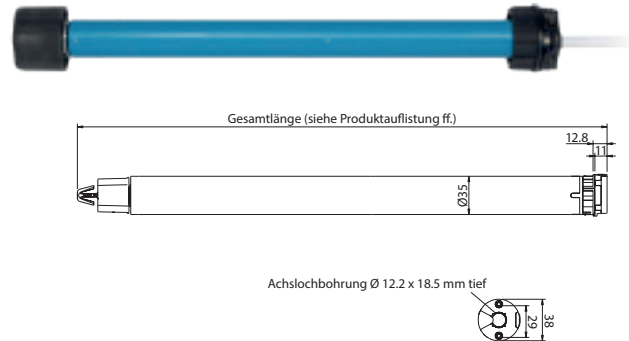 Gesamtlänge (siehe Produktauflistung ff.)
12.8
11
Ø35
Achslochbohrung Ø 12.2 x 18.5 mm tief
29
38